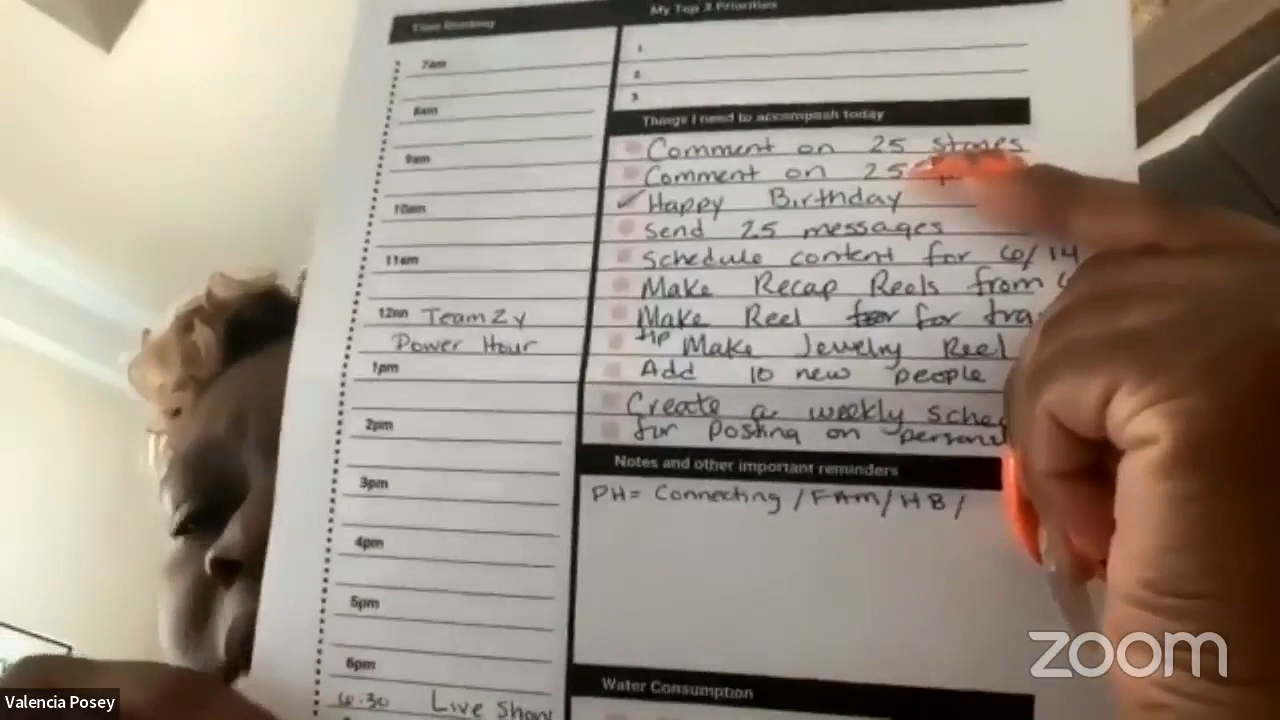 Time Blocking
7am
8am
9am
10am
11am
12nn Team Zy
Power Hour
1pm
2pm
3pm
4pm
5pm
6pm
6:30 Live Show
My Top 3 Priorities
1.
2.
3.
Things I need to accomplish today
Comment on 25 stories
Comment on 25
Happy Birthday
Send 25 messages
Schedule content for 6/14
Make Recap Reels from
Make Reel for for
tip Make Jewelry Reel
Add 10 new people
Create a weekly
for Posting on
Notes and other important reminders
PH= Connecting / FAM / HB /
Water Consumption
zoom
Valencia Posey